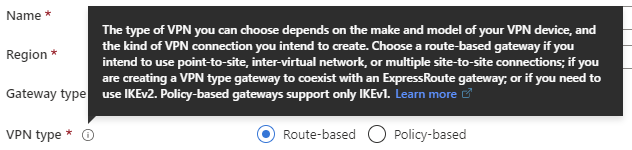 Name *
The type of VPN you can choose depends on the make and model of your VPN device, and
the kind of VPN connection you intend to create. Choose a route-based gateway if you
Region *
intend to use point-to-site, inter-virtual network, or multiple site-to-site connections; if you
are creating a VPN type gateway to coexist with an ExpressRoute gateway; or if you need to
Gateway type
use IKEv2. Policy-based gateways support only IKEv1. Learn more
VPN type * Route-based Policy-based